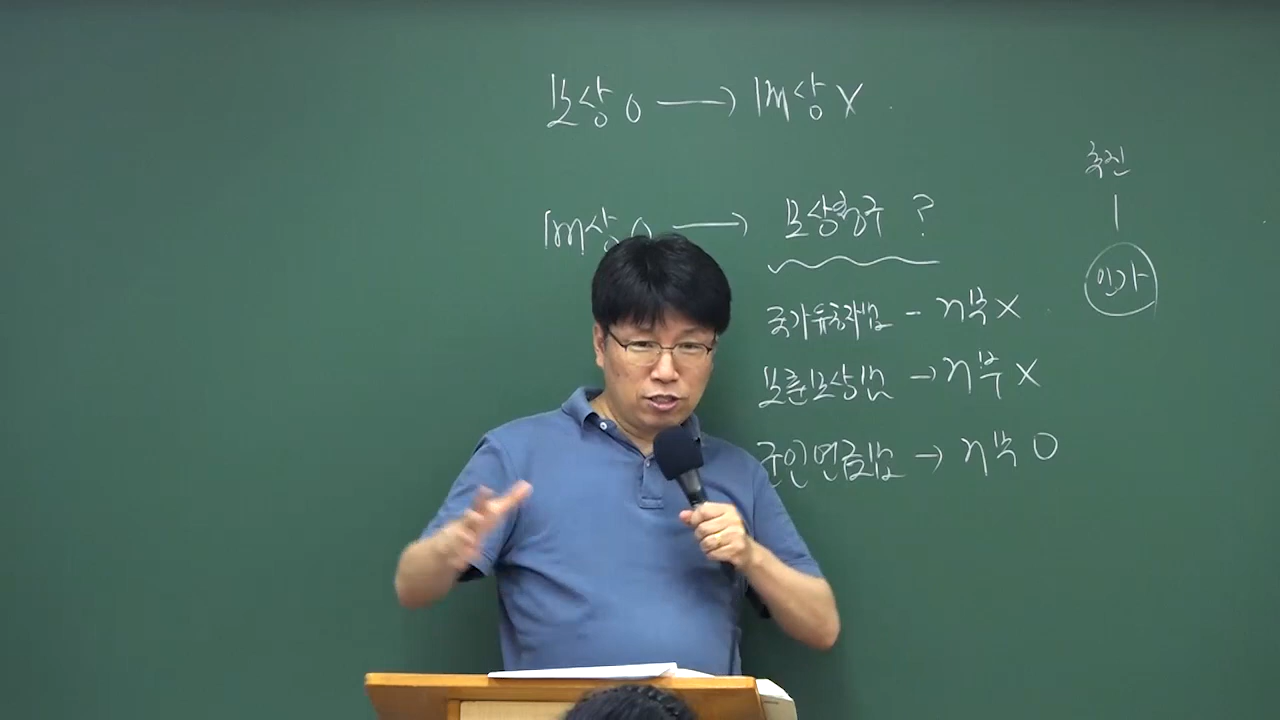 보상 O → 배상 X
배상 O → 보상청구 ?
국가유공자법 - 거부 X
보훈보상법 → 거부 X
군인연금법 → 거부 O
추진
인가